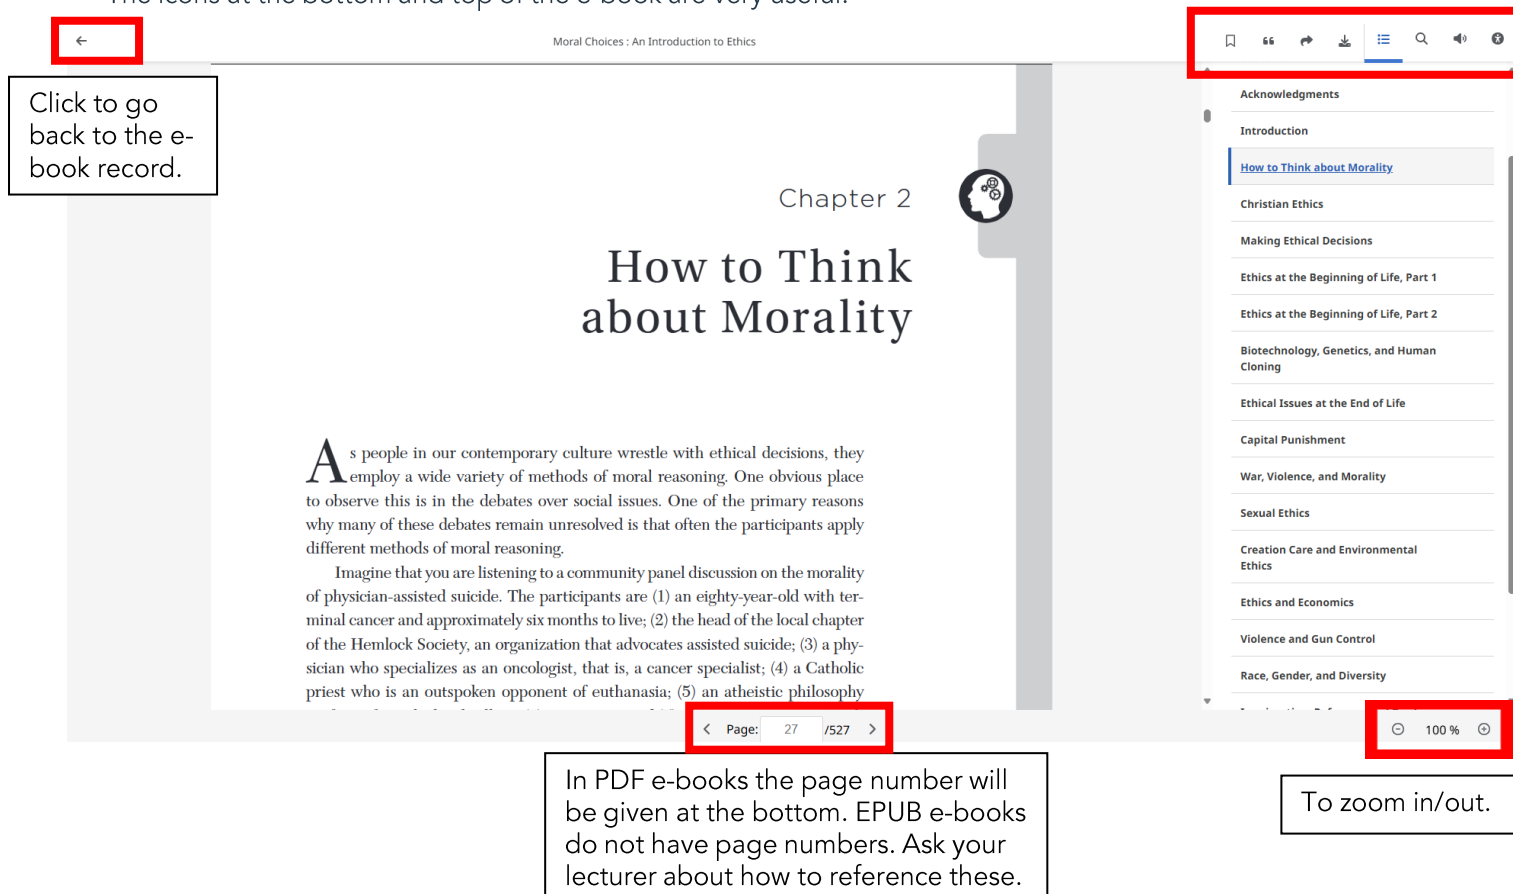 The icons at the bottom and top of the e-book are very useful.
Moral Choices : An Introduction to Ethics
Click to go
back to the e-
book record.
Chapter 2
How to Think
about Morality
As people in our contemporary culture wrestle with ethical decisions, they
employ a wide variety of methods of moral reasoning. One obvious place
to observe this is in the debates over social issues. One of the primary reasons
why many of these debates remain unresolved is that often the participants apply
different methods of moral reasoning.
Imagine that you are listening to a community panel discussion on the morality
of physician-assisted suicide. The participants are (1) an eighty-year-old with ter-
minal cancer and approximately six months to live; (2) the head of the local chapter
of the Hemlock Society, an organization that advocates assisted suicide; (3) a phy-
sician who specializes as an oncologist, that is, a cancer specialist; (4) a Catholic
priest who is an outspoken opponent of euthanasia; (5) an atheistic philosophy
Acknowledgments
Introduction
How to Think about Morality
Christian Ethics
Making Ethical Decisions
Ethics at the Beginning of Life, Part 1
Ethics at the Beginning of Life, Part 2
Biotechnology, Genetics, and Human
Cloning
Ethical Issues at the End of Life
Capital Punishment
War, Violence, and Morality
Sexual Ethics
Creation Care and Environmental
Ethics
Ethics and Economics
Violence and Gun Control
Race, Gender, and Diversity
Page: 27 /527
100 %
In PDF e-books the page number will
be given at the bottom. EPUB e-books
do not have page numbers. Ask your
lecturer about how to reference these.
To zoom in/out.